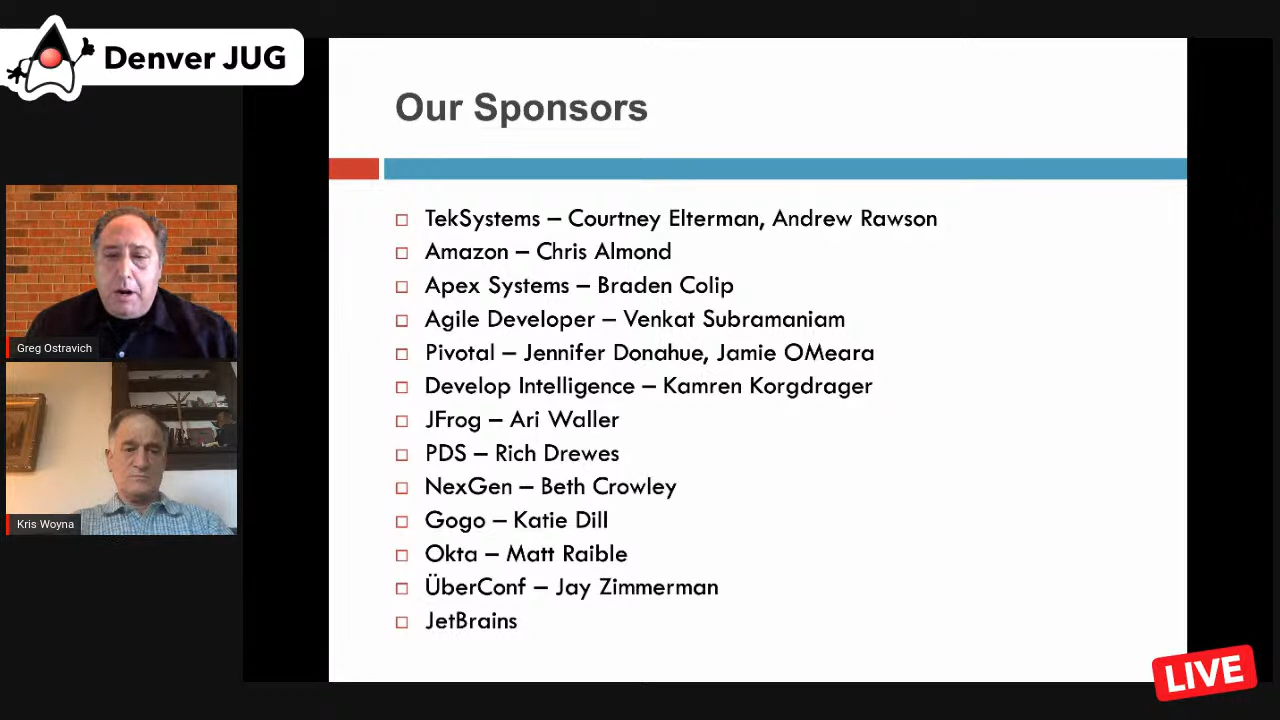 Denver JUG
Our Sponsors
TekSystems – Courtney Elterman, Andrew Rawson
Amazon – Chris Almond
Apex Systems – Braden Colip
Agile Developer – Venkat Subramaniam
Pivotal – Jennifer Donahue, Jamie OMeara
Develop Intelligence – Kamren Korgdrager
JFrog – Ari Waller
PDS – Rich Drewes
NexGen – Beth Crowley
Gogo – Katie Dill
Okta – Matt Raible
ÜberConf – Jay Zimmerman
JetBrains
Greg Ostravich
Kris Woyna
LIVE